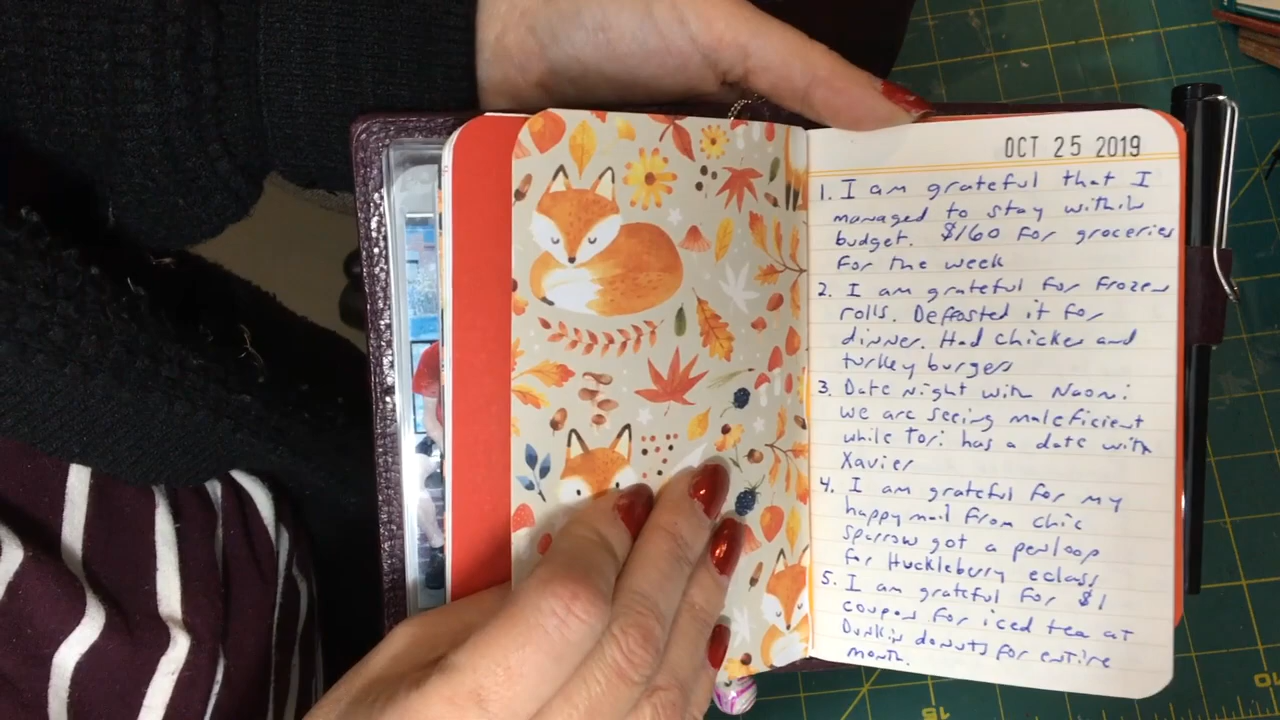 OCT 25 2019
1. I am grateful that I
managed to stay within
budget. $160 for groceries
for the week
2. I am grateful for frozen
rolls. Defrosted it for
dinner. Had chicken and
turkey burgers
3. Date night with Naomi
we are seeing maleficient
while Tori has a date with
Xavier
4. I am grateful for my
happy mail from chic
sparrow got a penloop
for Huckleberry eclass
5. I am grateful for $1
coupon for iced tea at
Dunkin donuts for entire
month.
15
10